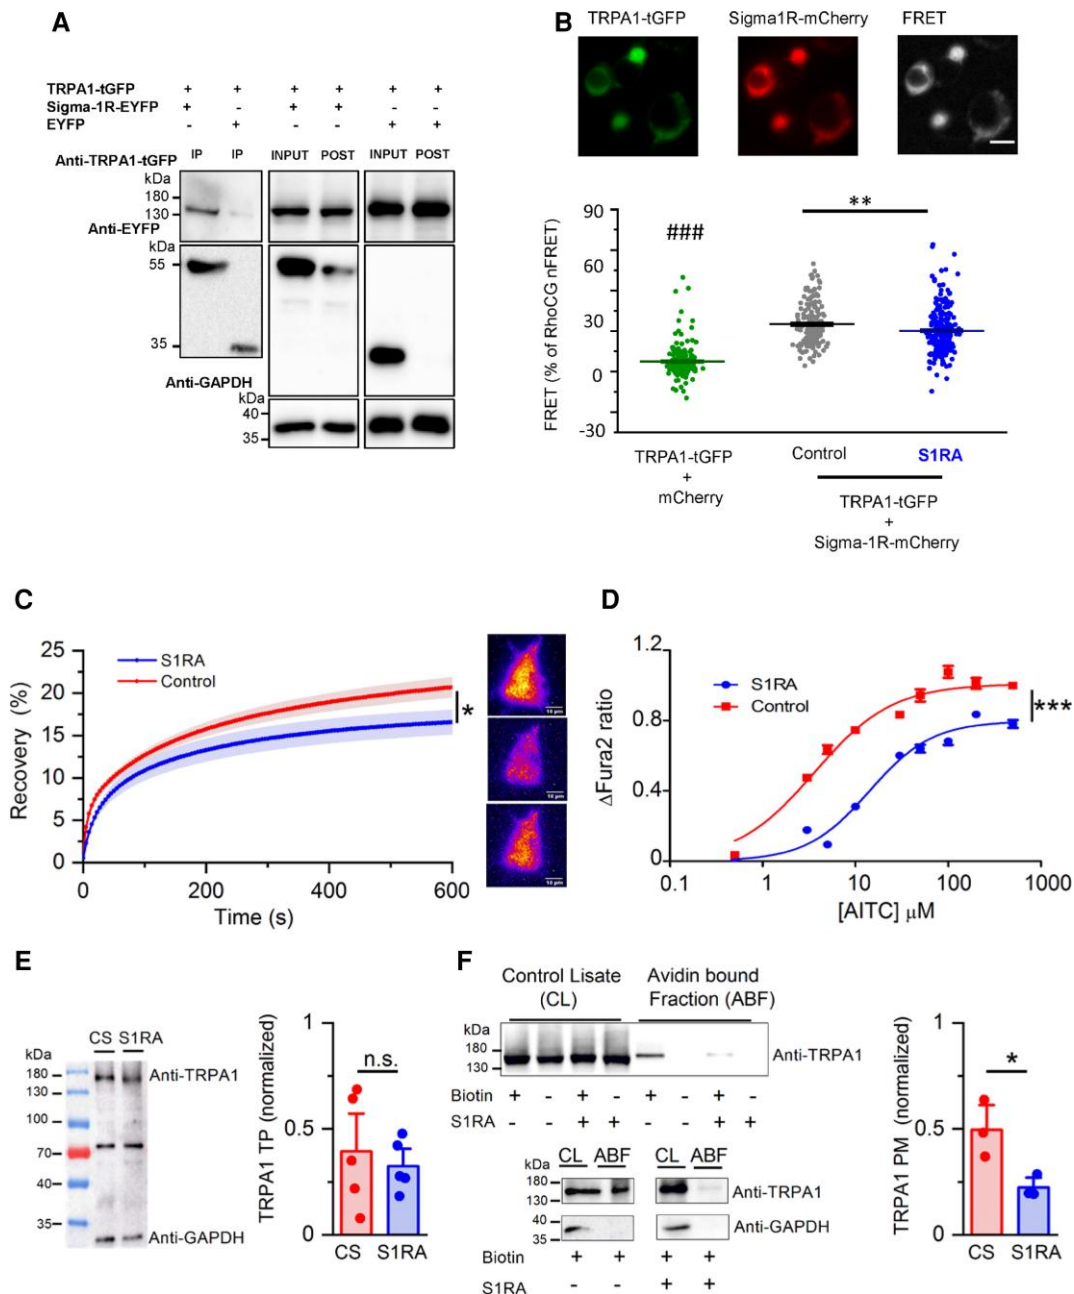 A
TRPA1-tGFP + + + + + +
Sigma-1R-EYFP + - + + - -
EYFP - + - - + +
Anti-TRPA1-tGFP IP IP INPUT POST INPUT POST
kDa
180
130
Anti-EYFP
kDa
55
35
Anti-GAPDH
kDa
40
35
B
TRPA1-tGFP Sigma1R-mCherry FRET
FRET (% of RhoCG nFRET)
90
60
30
0
-30
###
**
TRPA1-tGFP
+
mCherry
Control S1RA
TRPA1-tGFP
+
Sigma-1R-mCherry
C
Recovery (%)
25
20
15
10
5
0
S1RA
Control
*
0 200 400 600
Time (s)
10 μm
10 μm
10 μm
D
ΔFura2 ratio
1.2
0.8
0.4
0
S1RA
Control
***
0.1 1 10 100 1000
[AITC] μM
E
CS S1RA
kDa
180
130
100
70
40
35
Anti-TRPA1
Anti-GAPDH
TRPA1 TP (normalized)
1
0.5
0
n.s.
CS S1RA
F
Control Lisate
(CL)
Avidin bound
Fraction (ABF)
kDa
180
130
Anti-TRPA1
Biotin + - + - + - + -
S1RA - - + + - - + +
CL ABF CL ABF
kDa
180
130
Anti-TRPA1
40
35
Anti-GAPDH
Biotin + + + +
S1RA - - + +
TRPA1 PM (normalized)
1
0.5
0
*
CS S1RA